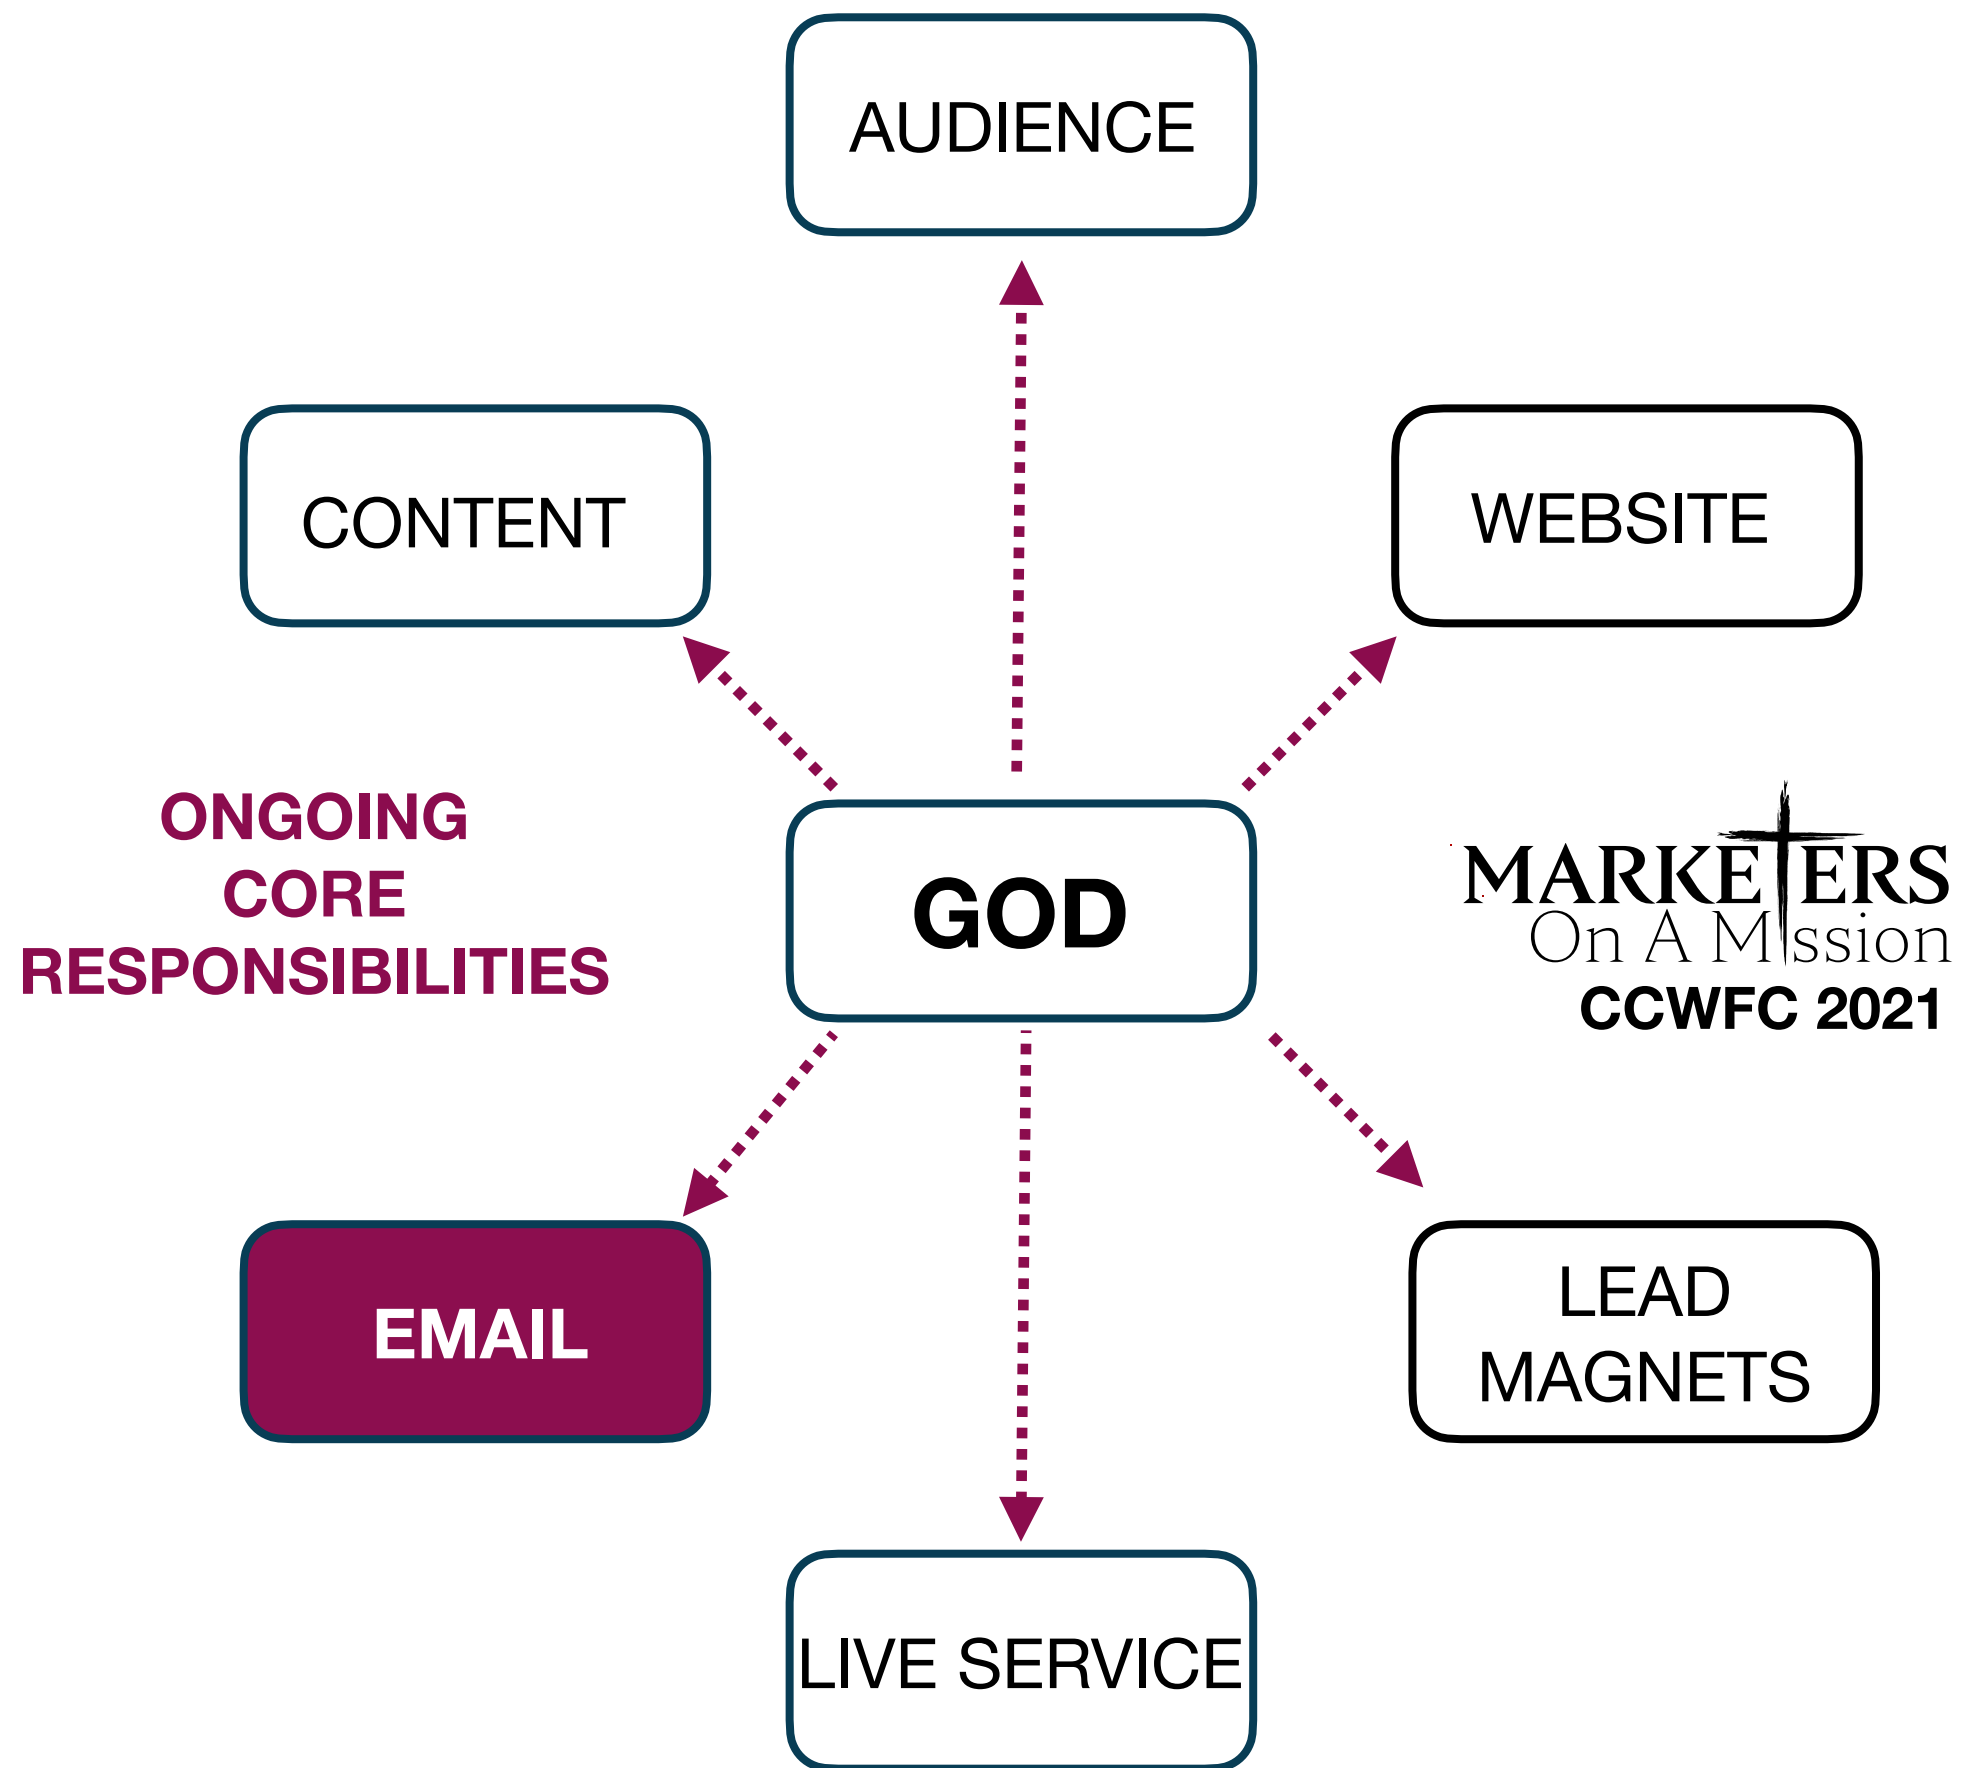 AUDIENCE
CONTENT
WEBSITE
ONGOING
CORE
RESPONSIBILITIES
GOD
MARKETERS
On A Mission
CCWFC 2021
EMAIL
LEAD
MAGNETS
LIVE SERVICE